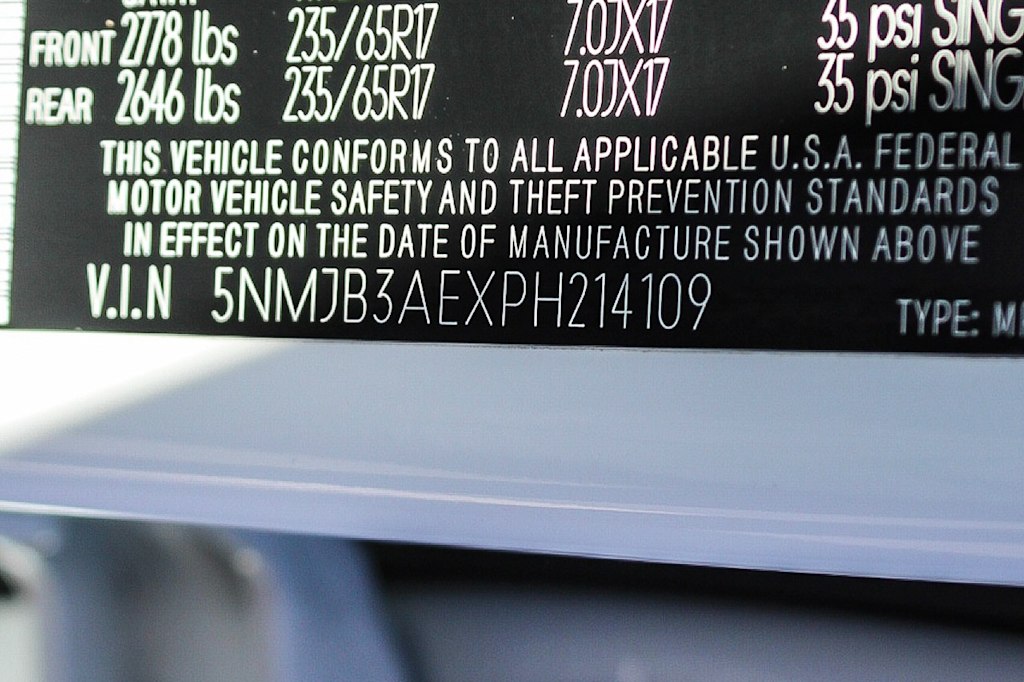 FRONT 2778 lbs 235/65R17 7.0JX17 35 psi SING
REAR 2646 lbs 235/65R17 7.0JX17 35 psi SING
THIS VEHICLE CONFORMS TO ALL APPLICABLE U.S.A. FEDERAL
MOTOR VEHICLE SAFETY AND THEFT PREVENTION STANDARDS
IN EFFECT ON THE DATE OF MANUFACTURE SHOWN ABOVE
V.I.N 5NMJB3AEXPH214109 TYPE: